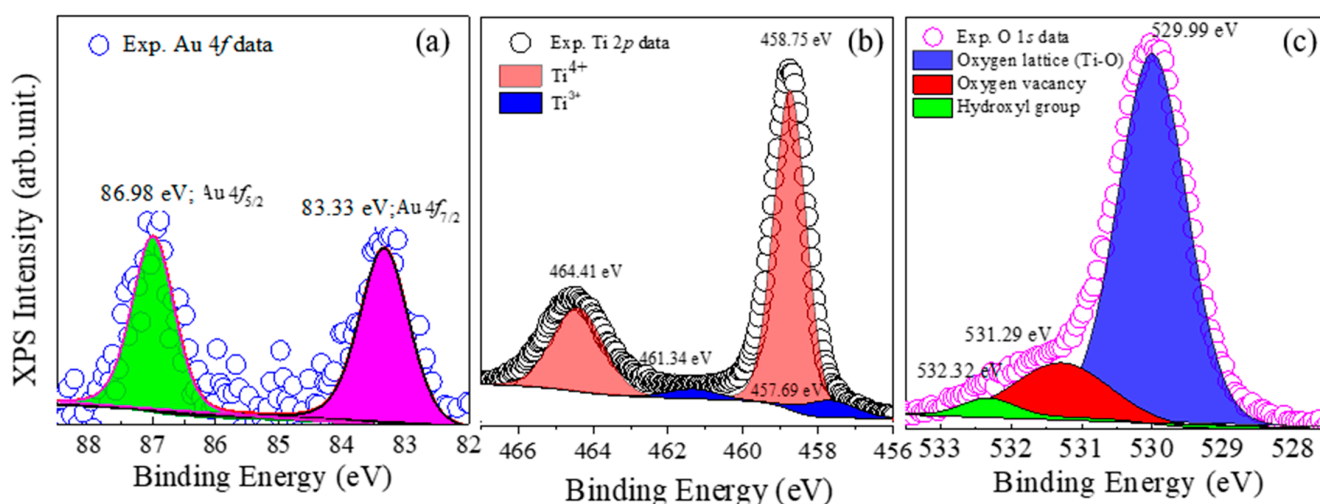 XPS Intensity (arb.unit.)
(a)
Exp. Au 4f data
86.98 eV; Au 4f5/2
83.33 eV;Au 4f7/2
88 87 86 85 84 83 82
Binding Energy (eV)
(b)
Exp. Ti 2p data
Ti4+
Ti3+
458.75 eV
464.41 eV
461.34 eV
457.69 eV
466 464 462 460 458 456
Binding Energy (eV)
(c)
529.99 eV
Exp. O 1s data
Oxygen lattice (Ti-O)
Oxygen vacancy
Hydroxyl group
531.29 eV
532.32 eV
533 532 531 530 529 528
Binding Energy (eV)